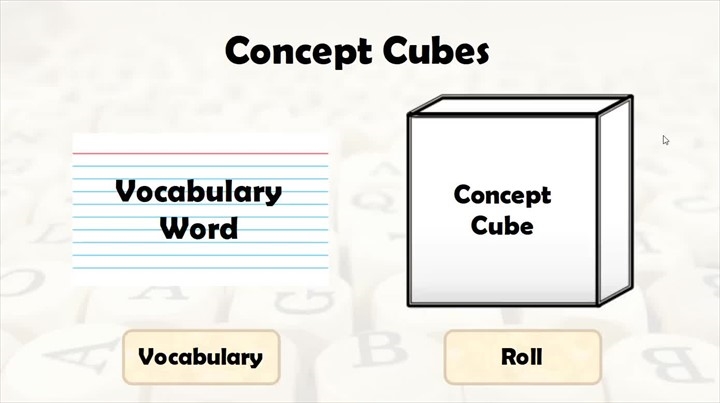 Concept Cubes
Vocabulary
Word
Concept
Cube
Vocabulary
Roll